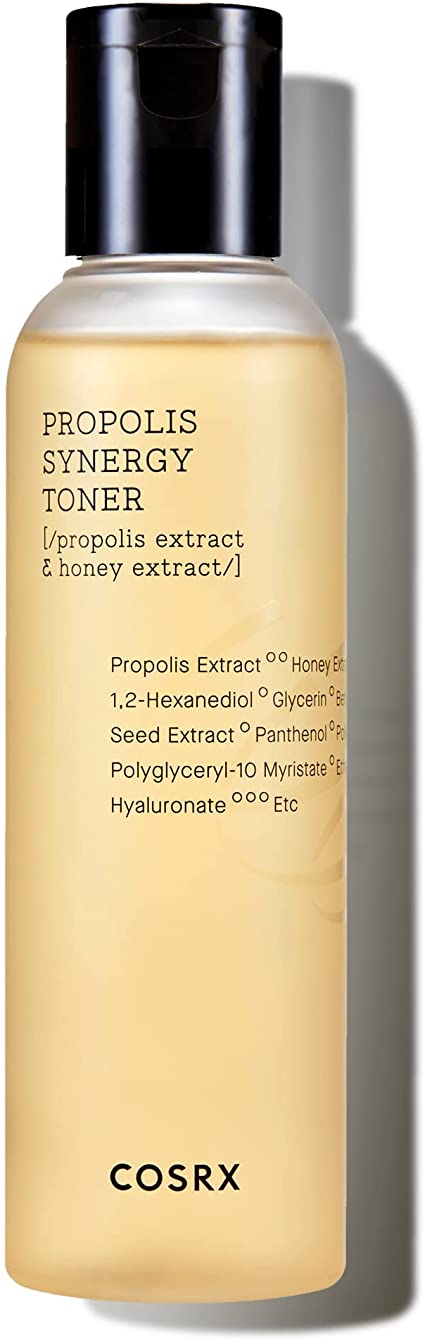 PROPOLIS
SYNERGY
TONER
[/propolis extract
& honey extract/]
Propolis Extract °° Honey
1,2-Hexanediol ° Glycerin °
Seed Extract ° Panthenol °
Polyglyceryl-10 Myristate °
Hyaluronate °°° Etc
COSRX